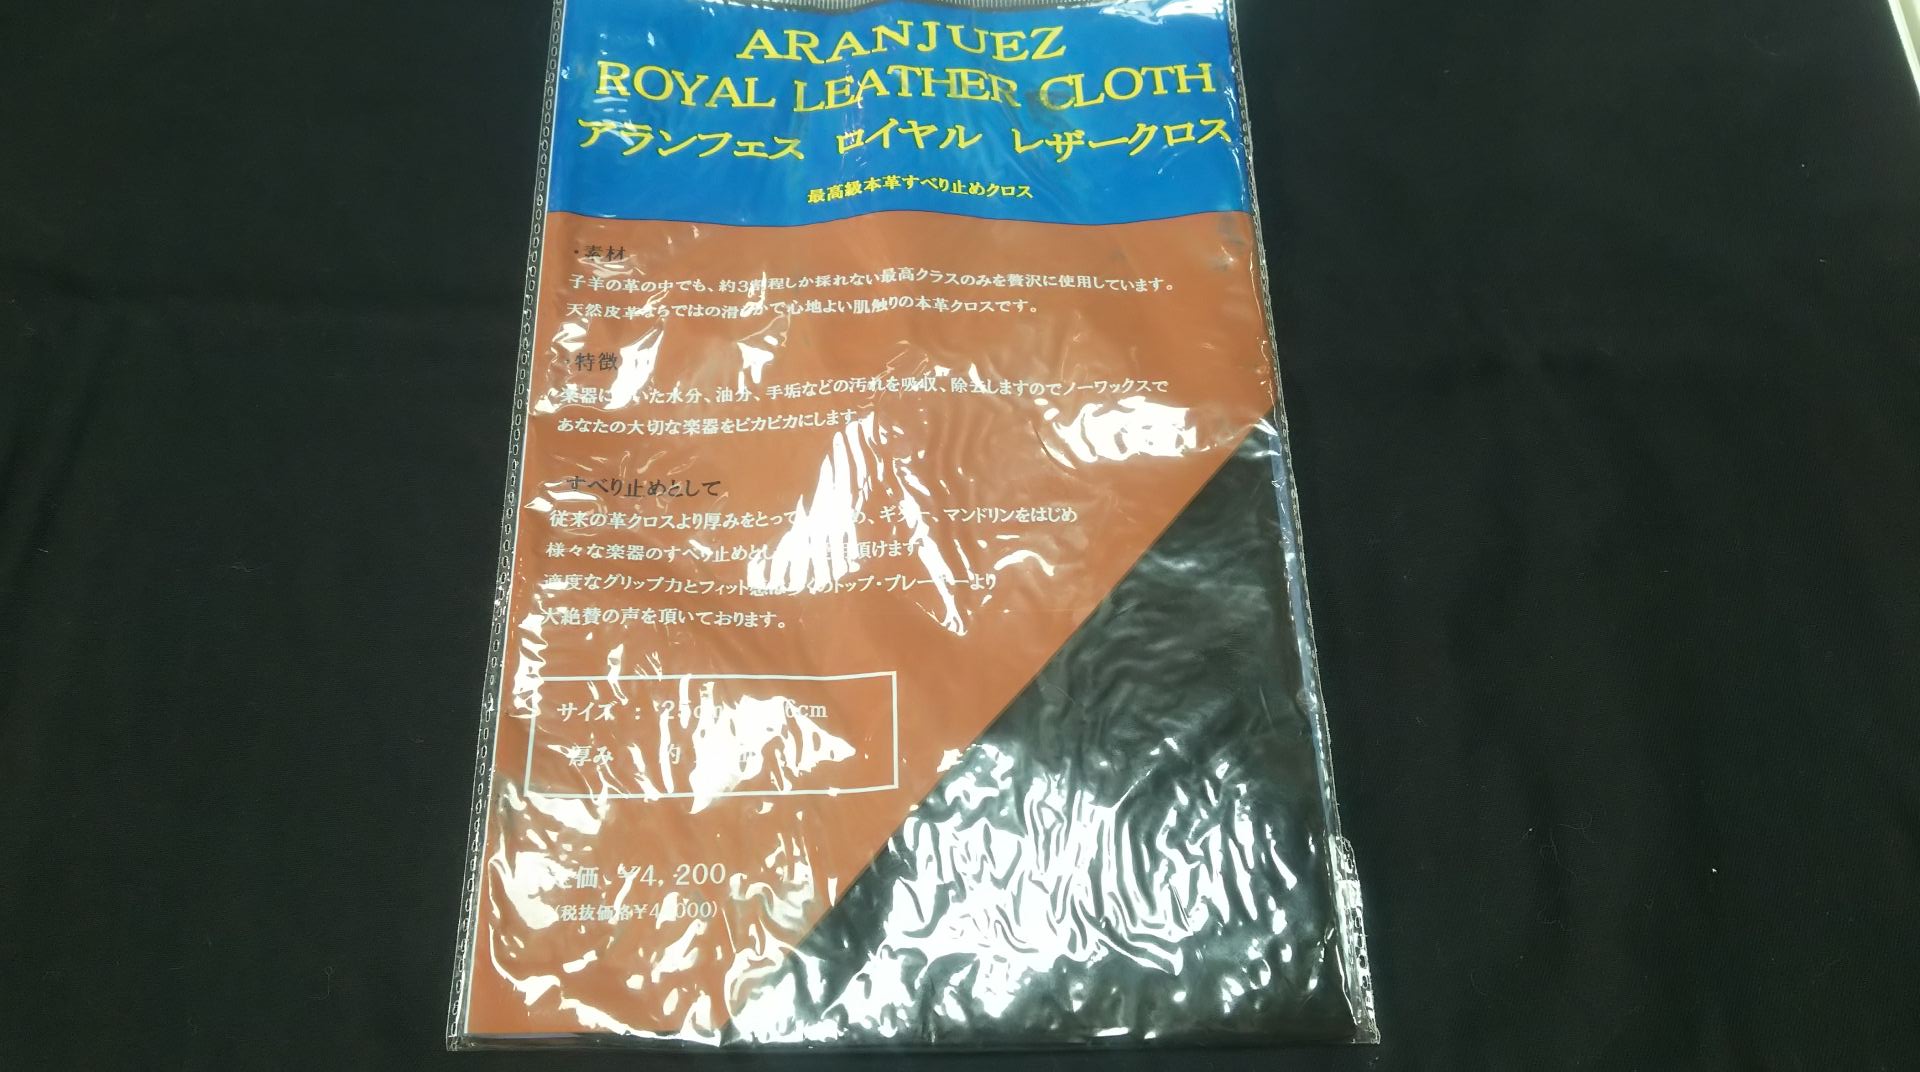 ARANJUEZ
ROYAL LEATHER CLOTH
アランフェス ロイヤル レザークロス
最高級本革すべり止めクロス
・素材
子羊の革の中でも、約3割程しか採れない最高クラスのみを贅沢に使用しています。
天然皮革ならではの滑らかで心地よい肌触りの本革クロスです。
・特徴
楽器に いた水分、油分、手垢などの汚れを吸収、除去しますのでノーワックスで
あなたの大切な楽器をピカピカにします。
すべり止めとして
従来の革クロスより厚みをとって 、ギター、マンドリンをはじめ
様々な楽器のすべり止めとし 頂けます
適度なグリップ力とフィット感は多くのトップ・プレーヤーより
大絶賛の声を頂いております。
サイズ : 25cm 6cm
厚み 約
定価 ¥4,200
(税抜価格¥4,000)